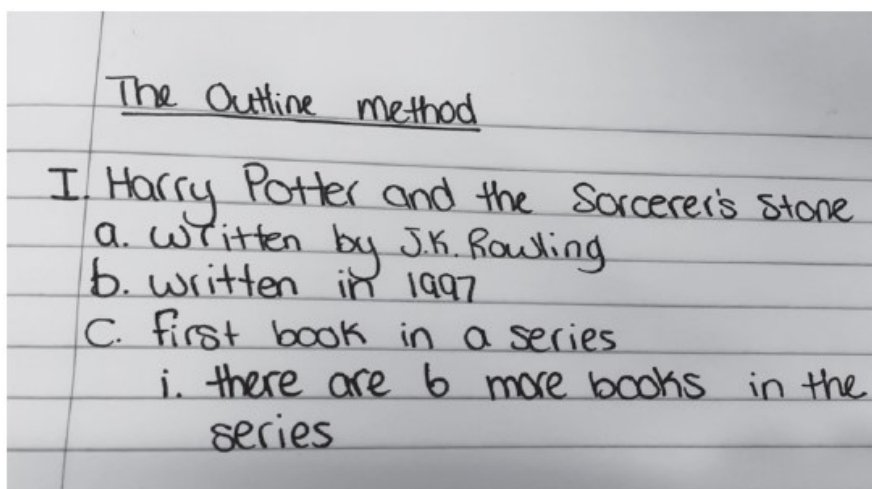 The Outline method
I. Harry Potter and the Sorcerer's Stone
a. written by J.K. Rowling
b. written in 1997
C. first book in a series
i. there are 6 more books in the
series